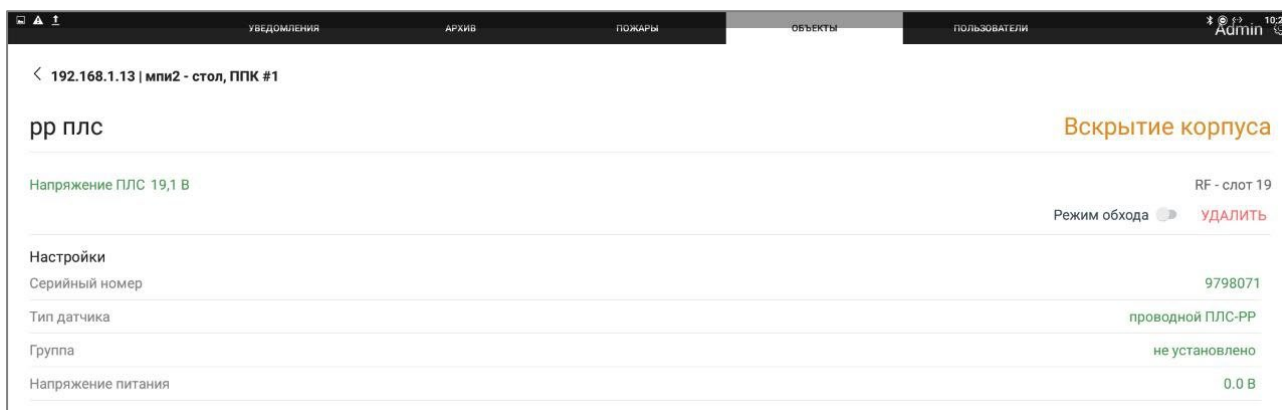 УВЕДОМЛЕНИЯ АРХИВ ПОЖАРЫ ОБЪЕКТЫ ПОЛЬЗОВАТЕЛИ Admin
192.168.1.13 | мпи2 - стол, ППК #1
рр плс Вскрытие корпуса
Напряжение ПЛС 19,1 В RF - слот 19
Режим обхода УДАЛИТЬ
Настройки
Серийный номер 9798071
Тип датчика проводной ПЛС-РР
Группа не установлено
Напряжение питания 0.0 В